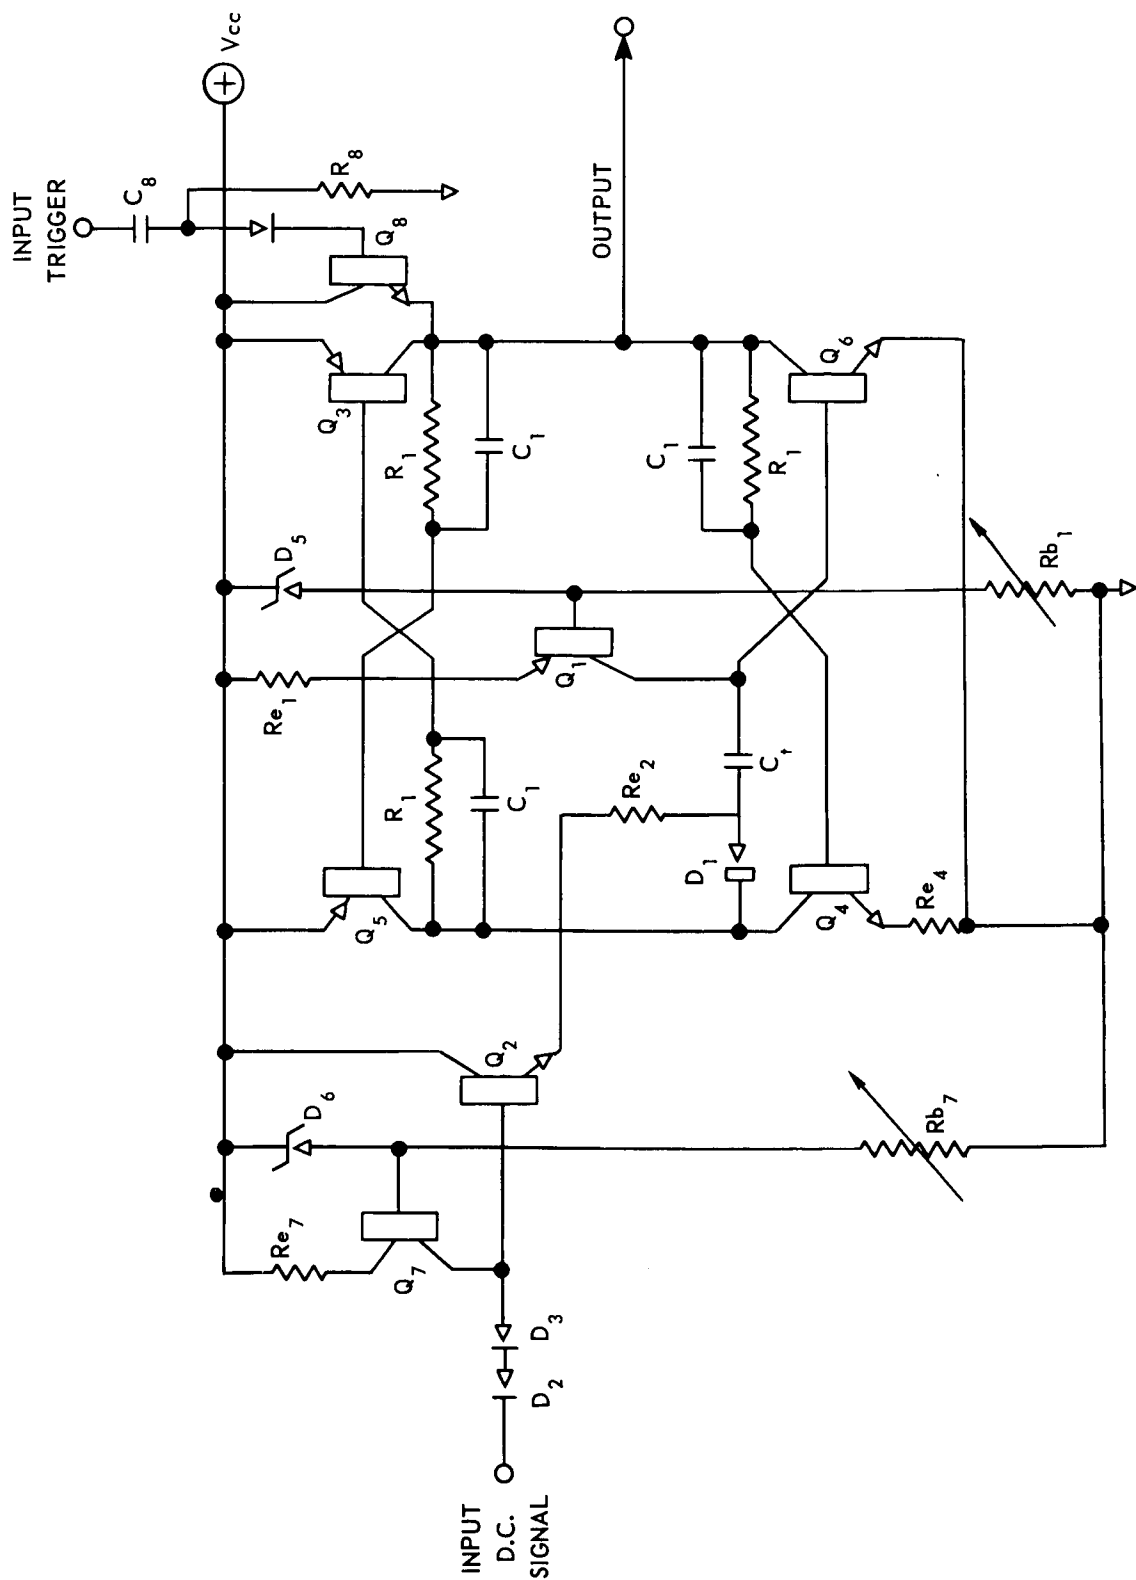 INPUT
TRIGGER
C8
R8
Vcc
Q8
Q3
R1
C1
OUTPUT
C1
R1
Q6
D5
Re1
Q1
Rb1
R1
C1
Q5
Re2
Ct
D1
Q4
Re4
D6
Q2
Re7
Q7
Rb7
D3
D2
INPUT
D.C.
SIGNAL